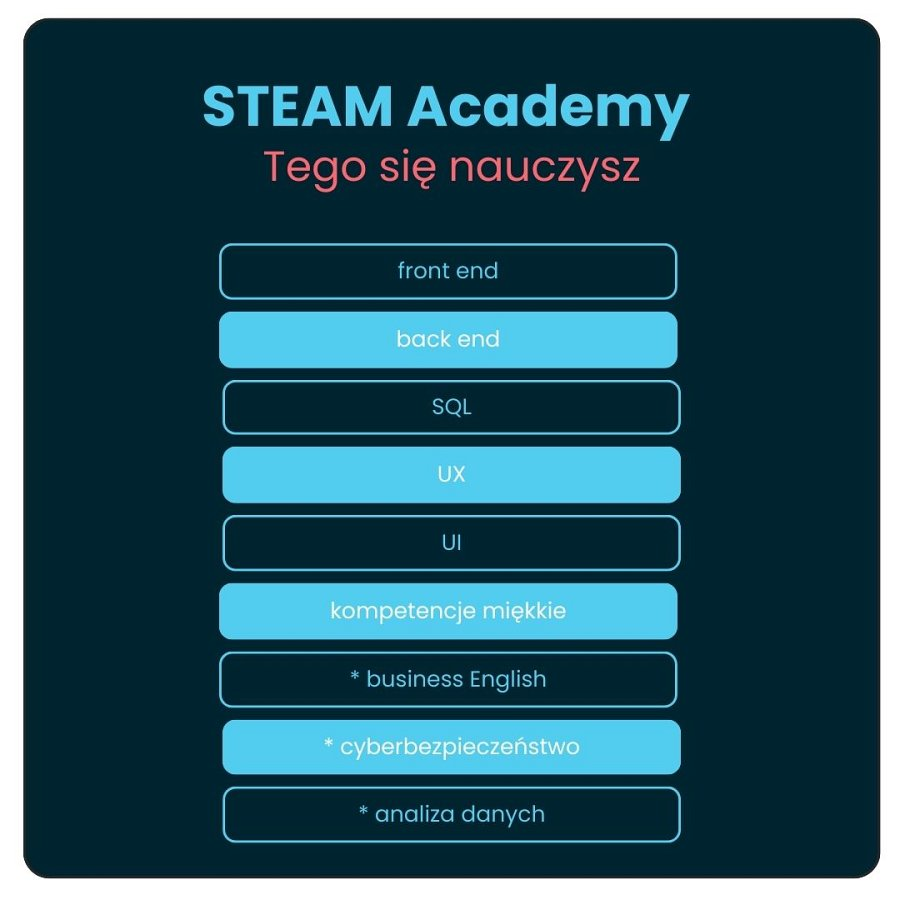 STEAM Academy
Tego się nauczysz
front end
back end
SQL
UX
UI
kompetencje miękkie
* business English
* cyberbezpieczeństwo
* analiza danych